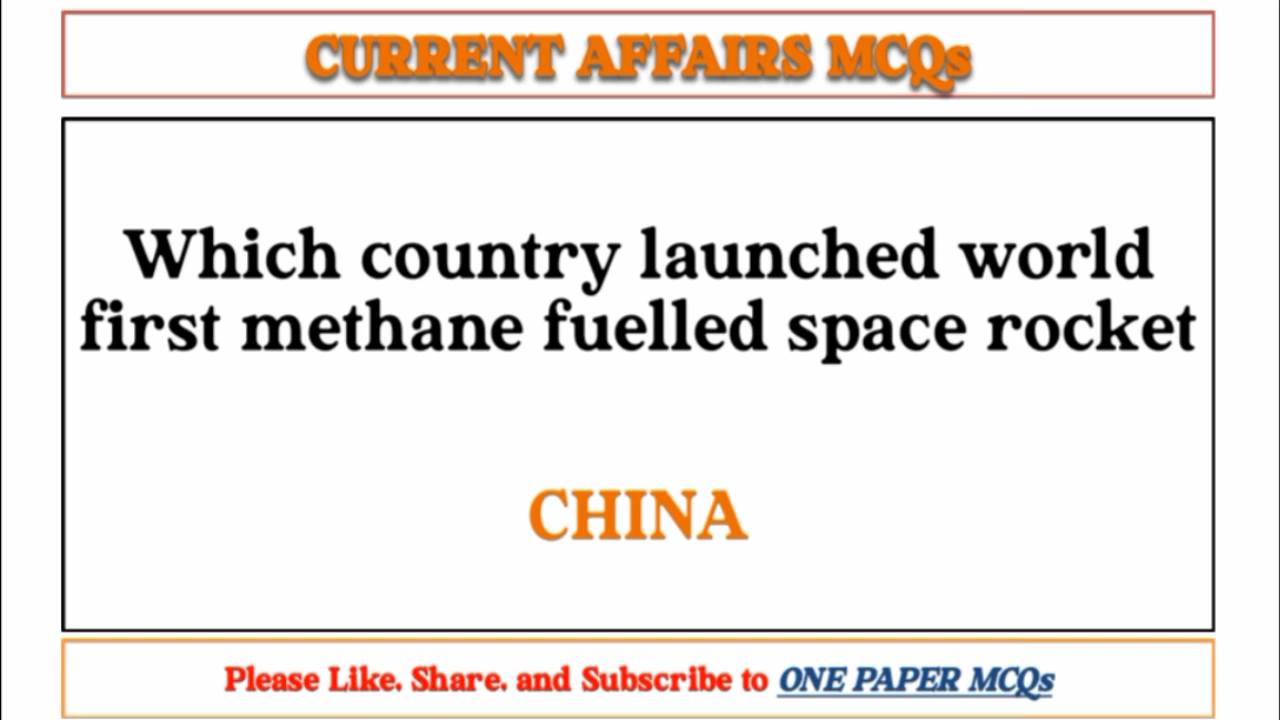 CURRENT AFFAIRS MCQs
Which country launched world
first methane fuelled space rocket
CHINA
Please Like. Share. and Subscribe to ONE PAPER MCQs